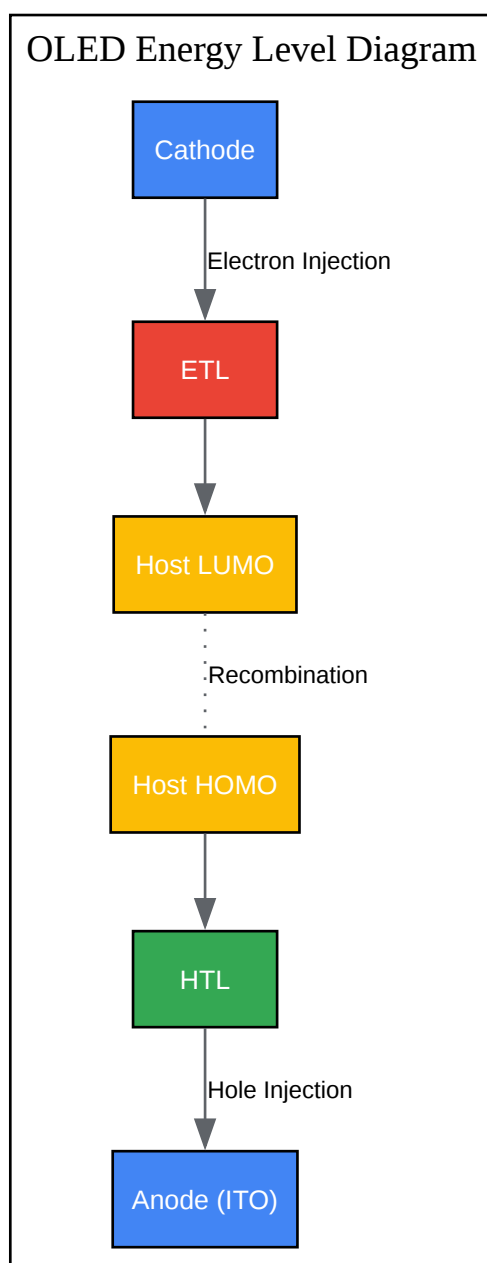 OLED Energy Level Diagram
Cathode
Electron Injection
ETL
Host LUMO
Recombination
Host HOMO
HTL
Hole Injection
Anode (ITO)